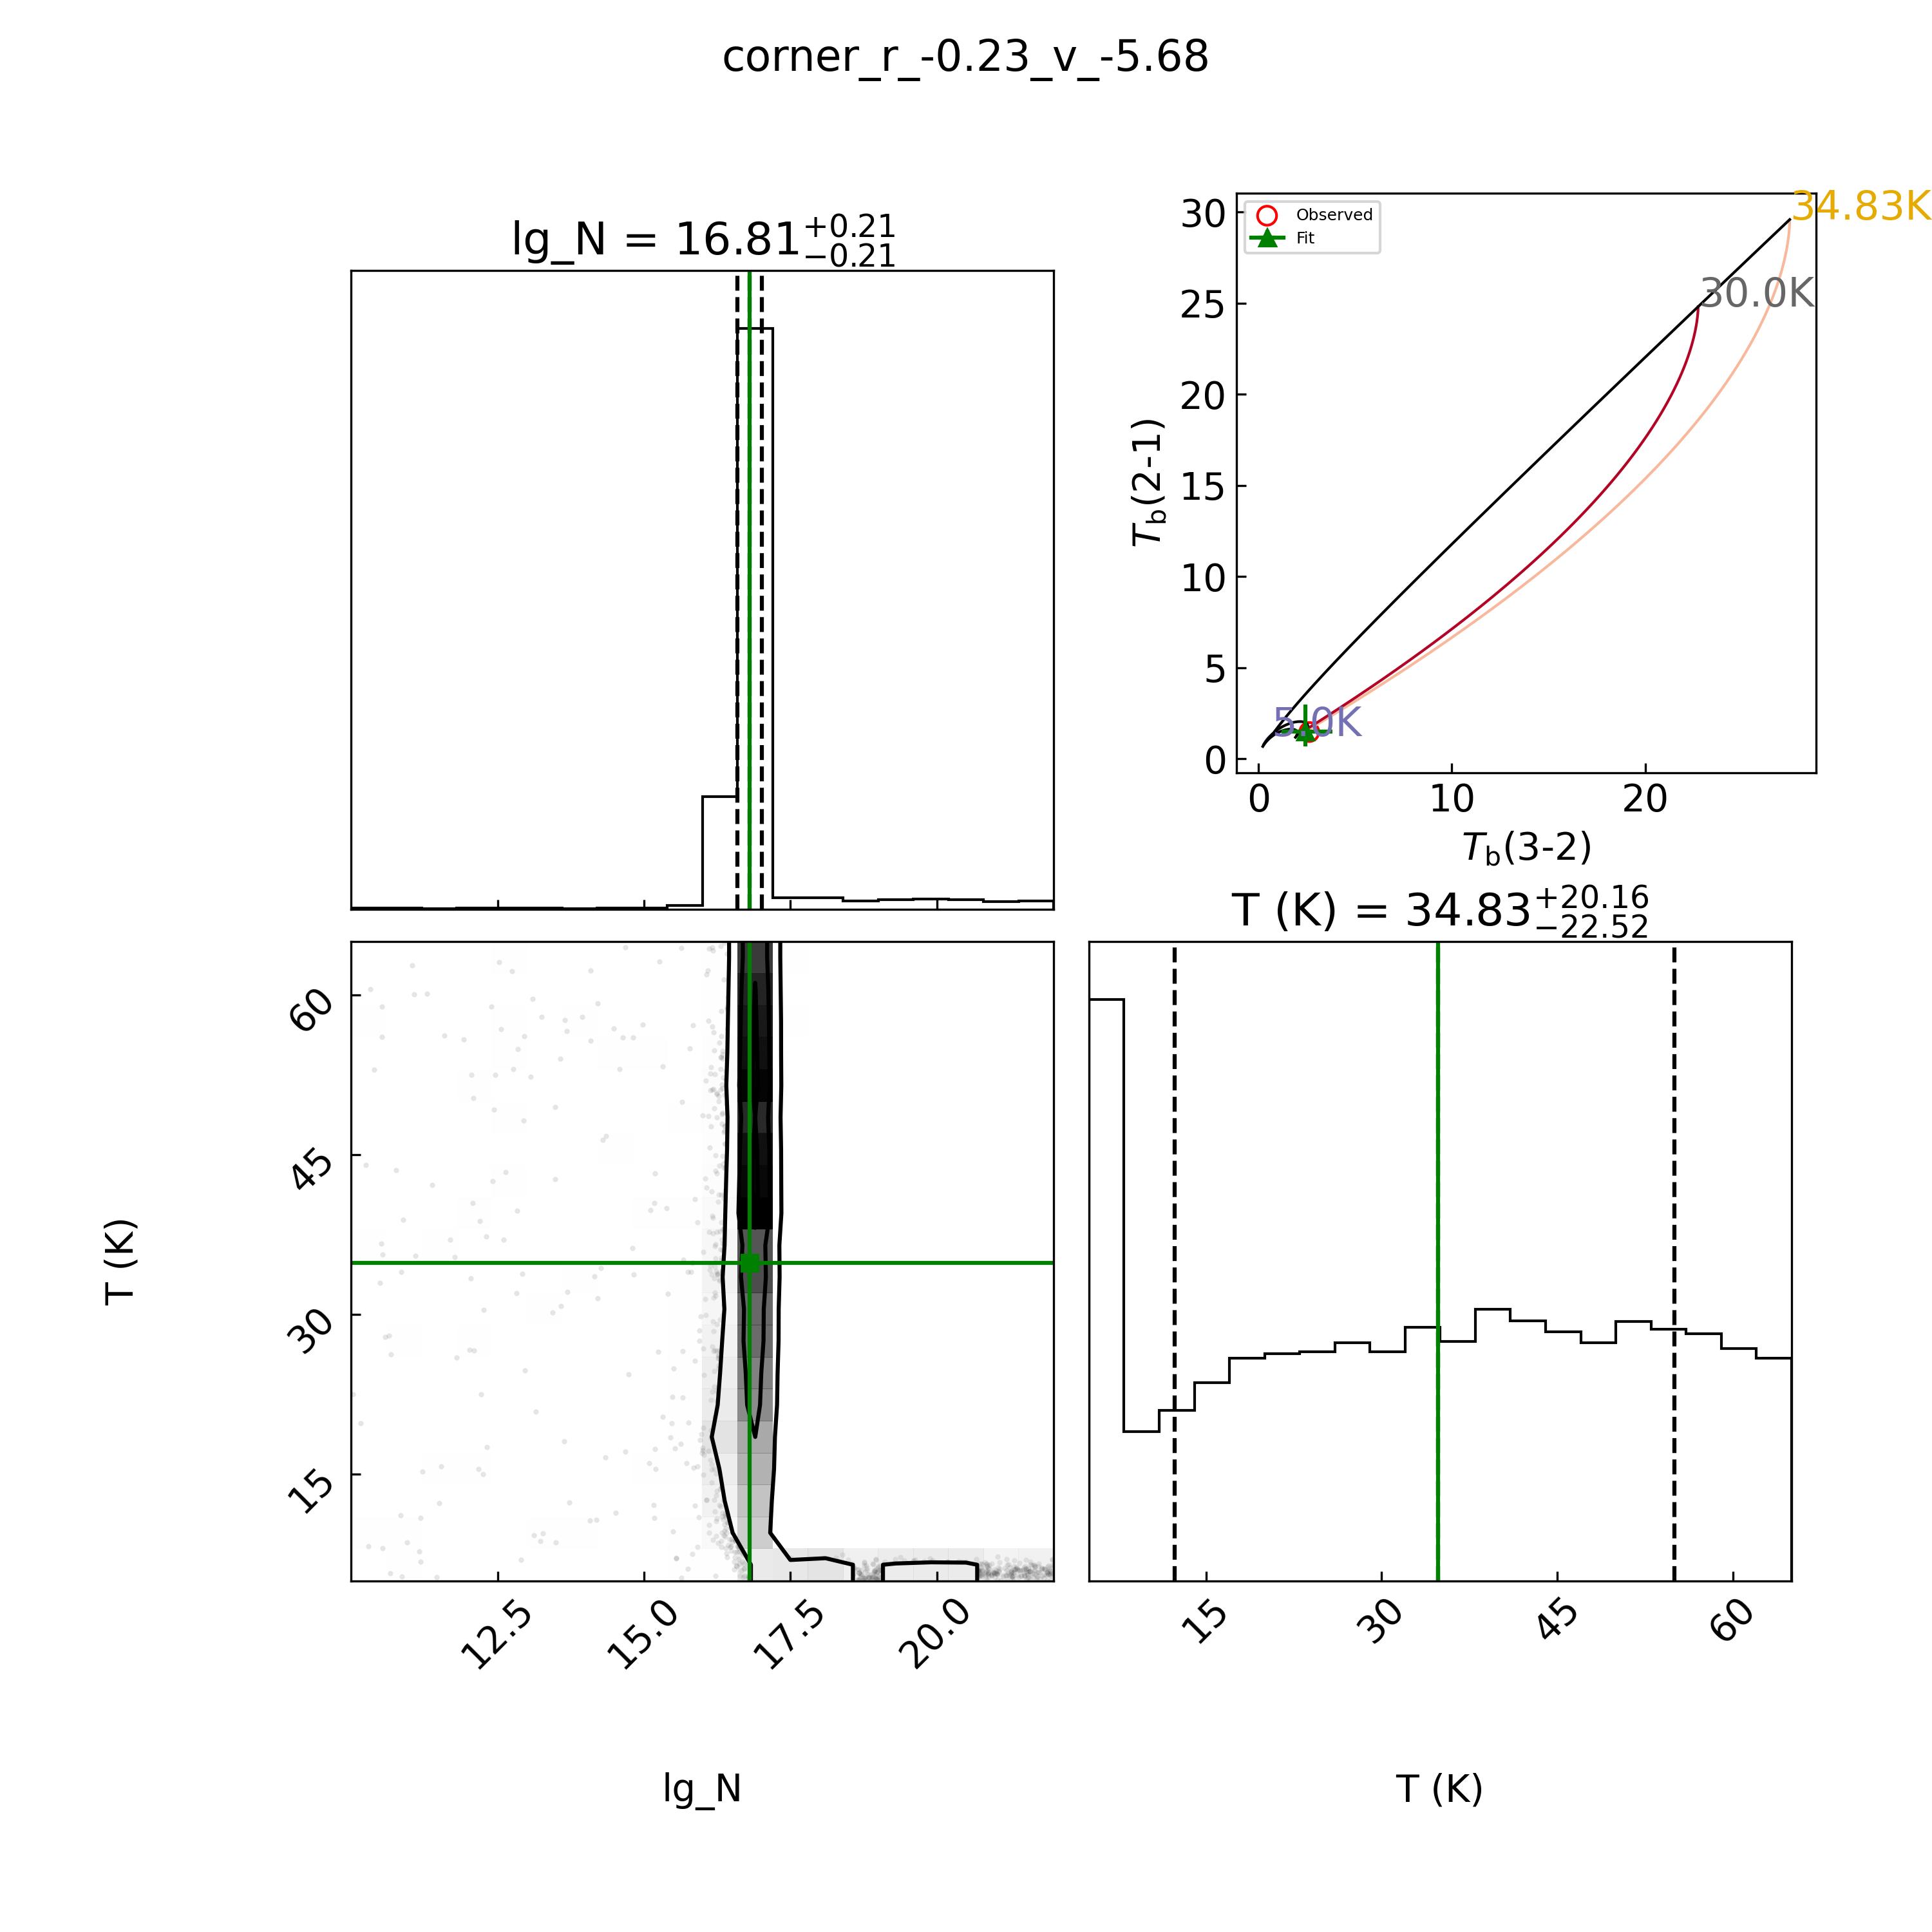 corner_r_-0.23_v_-5.68
lg_N = 16.81 +0.21 −0.21
34.83K
30.0K
5.0K
Observed
Fit
30
25
20
15
10
5
0
T_b(2-1)
0 10 20
T_b(3-2)
T (K) = 34.83 +20.16 −22.52
60
45
30
15
T (K)
12.5 15.0 17.5 20.0
lg_N
15 30 45 60
T (K)